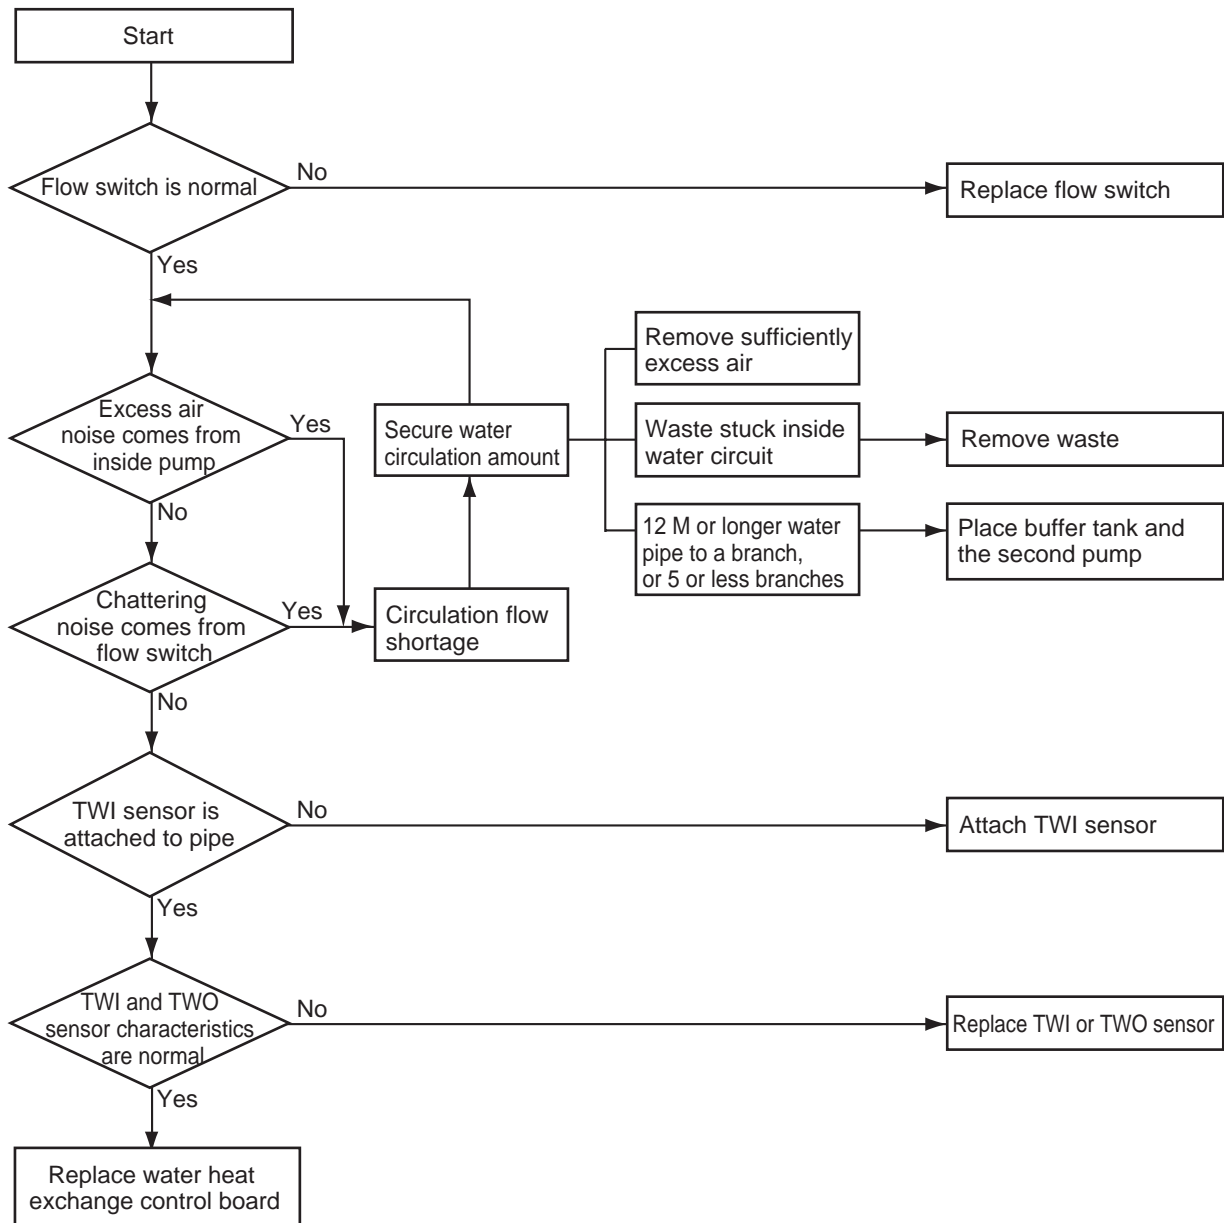 Start
Flow switch is normal
No
Replace flow switch
Yes
Excess air
noise comes from
inside pump
Yes
No
Secure water
circulation amount
Remove sufficiently
excess air
Waste stuck inside
water circuit
Remove waste
12 M or longer water
pipe to a branch,
or 5 or less branches
Place buffer tank and
the second pump
Chattering
noise comes from
flow switch
Yes
Circulation flow
shortage
No
TWI sensor is
attached to pipe
No
Attach TWI sensor
Yes
TWI and TWO
sensor characteristics
are normal
No
Replace TWI or TWO sensor
Yes
Replace water heat
exchange control board